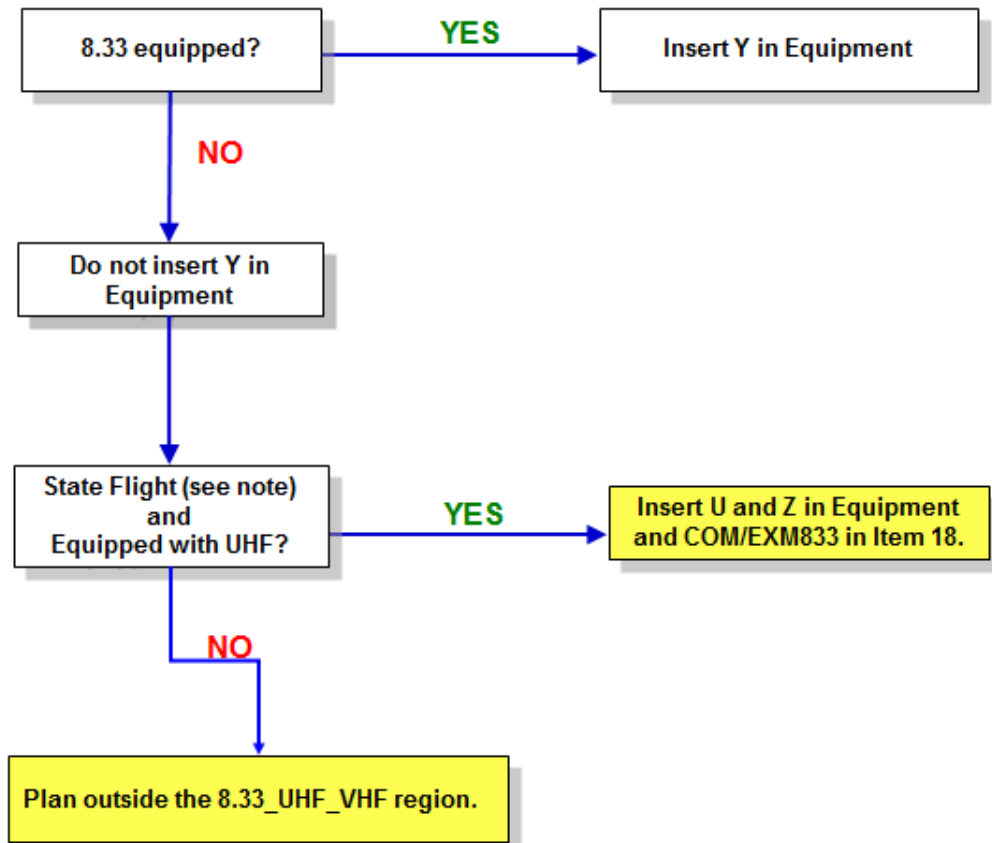 8.33 equipped?
YES
Insert Y in Equipment
NO
Do not insert Y in
Equipment
State Flight (see note)
and
Equipped with UHF?
YES
Insert U and Z in Equipment
and COM/EXM833 in Item 18.
NO
Plan outside the 8.33_UHF_VHF region.